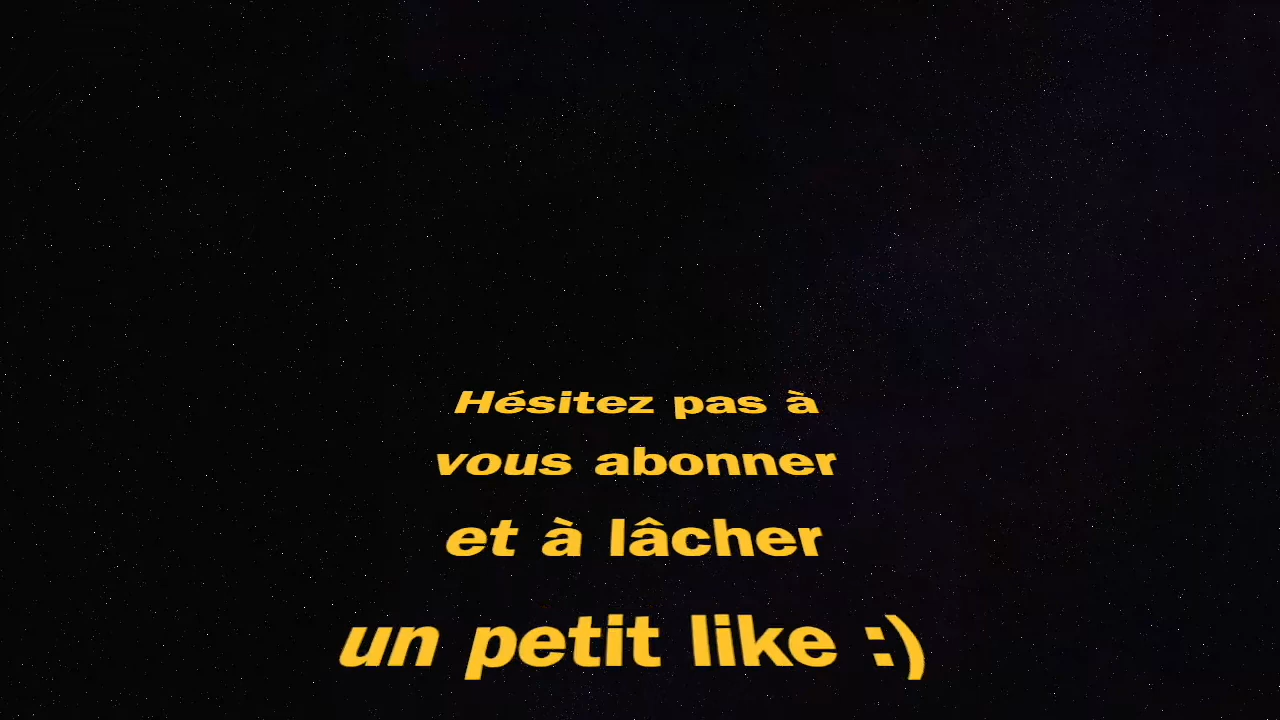 Hésitez pas à
vous abonner
et à lâcher
un petit like :)